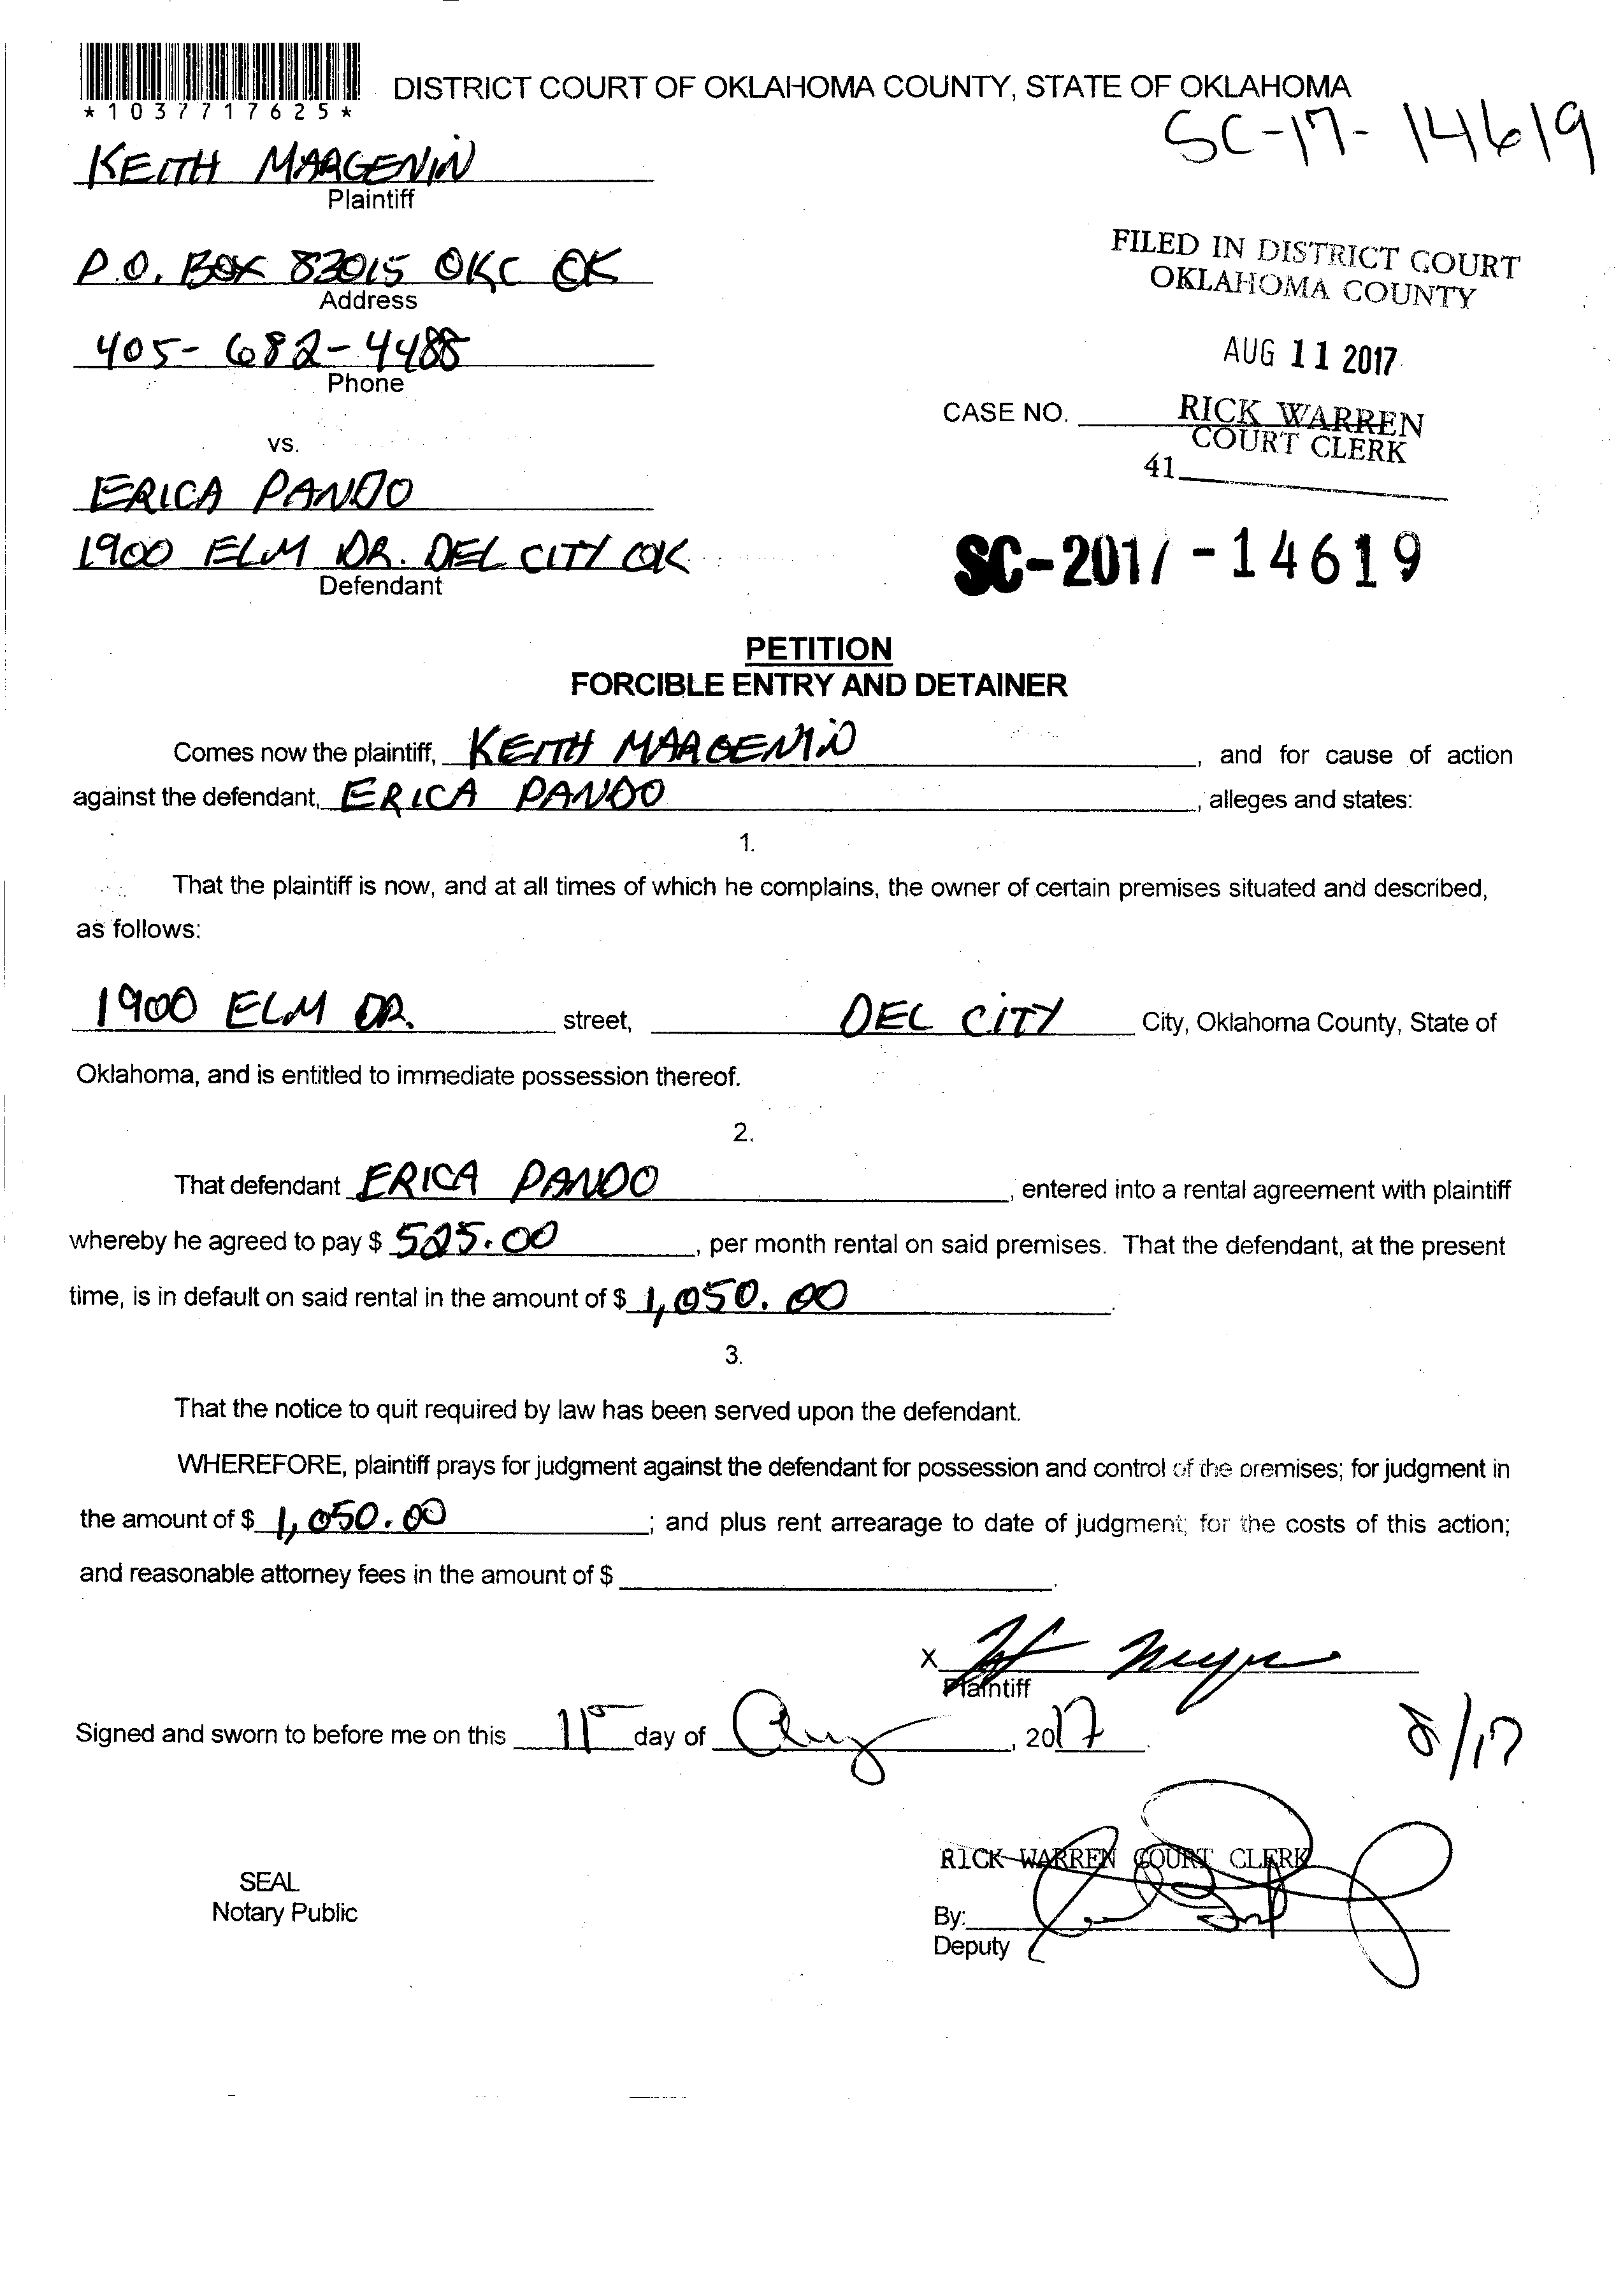 *1037717625*
DISTRICT COURT OF OKLAHOMA COUNTY, STATE OF OKLAHOMA
SC-17-14619
KEITH MARGENIN
Plaintiff
P.O. BOX 82015 OKC OK
Address
405-682-4488
Phone
FILED IN DISTRICT COURT
OKLAHOMA COUNTY
AUG 11 2017
CASE NO.
RICK WARREN
COURT CLERK
41
vs.
ERICA PANDO
1900 ELM DR. DEL CITY OK
Defendant
SC-2017-14619
PETITION
FORCIBLE ENTRY AND DETAINER
Comes now the plaintiff, KEITH MARGENIN, and for cause of action
against the defendant, ERICA PANDO, alleges and states:
1.
That the plaintiff is now, and at all times of which he complains, the owner of certain premises situated and described,
as follows:
1900 ELM DR. street, DEL CITY City, Oklahoma County, State of
Oklahoma, and is entitled to immediate possession thereof.
2.
That defendant ERICA PANDO, entered into a rental agreement with plaintiff
whereby he agreed to pay $ 525.00, per month rental on said premises. That the defendant, at the present
time, is in default on said rental in the amount of $ 1,050.00.
3.
That the notice to quit required by law has been served upon the defendant.
WHEREFORE, plaintiff prays for judgment against the defendant for possession and control of the premises; for judgment in
the amount of $ 1,050.00; and plus rent arrearage to date of judgment; for the costs of this action;
and reasonable attorney fees in the amount of $ .
X
Plaintiff
Signed and sworn to before me on this 11 day of Aug, 2017.
8/17
RICK WARREN COURT CLERK
SEAL
Notary Public
By:
Deputy